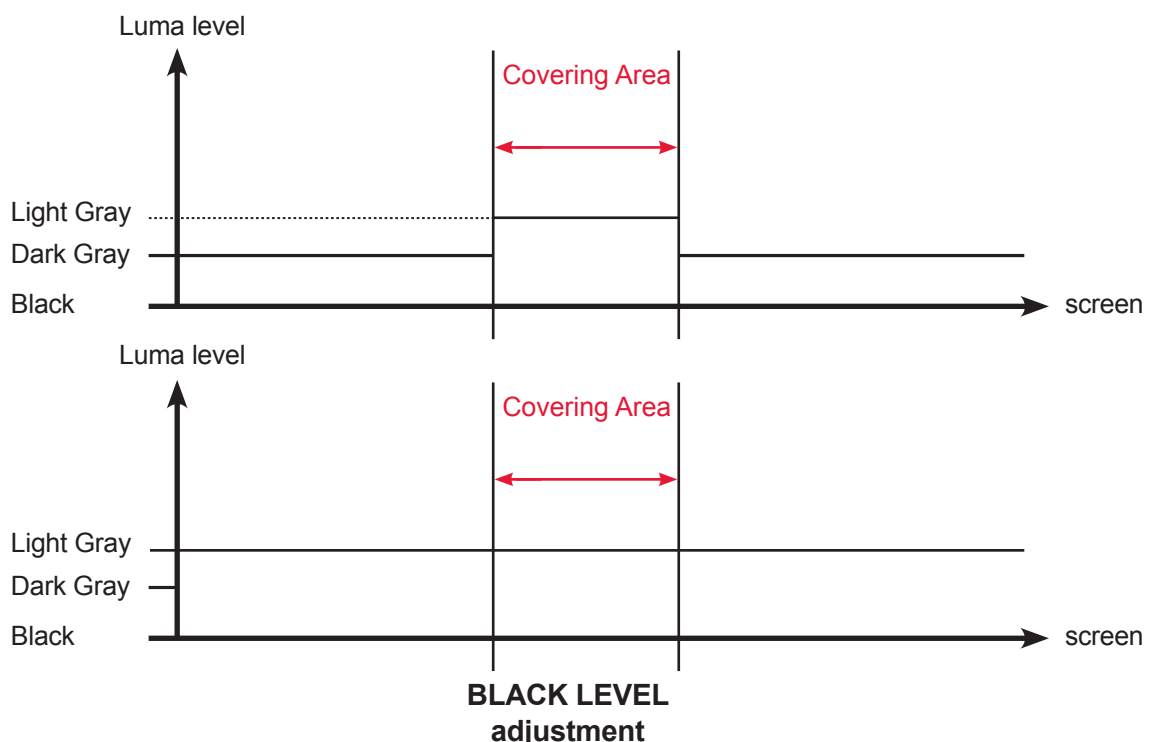 Luma level
Covering Area
Light Gray
Dark Gray
Black
screen
Luma level
Covering Area
Light Gray
Dark Gray
Black
screen
BLACK LEVEL
adjustment